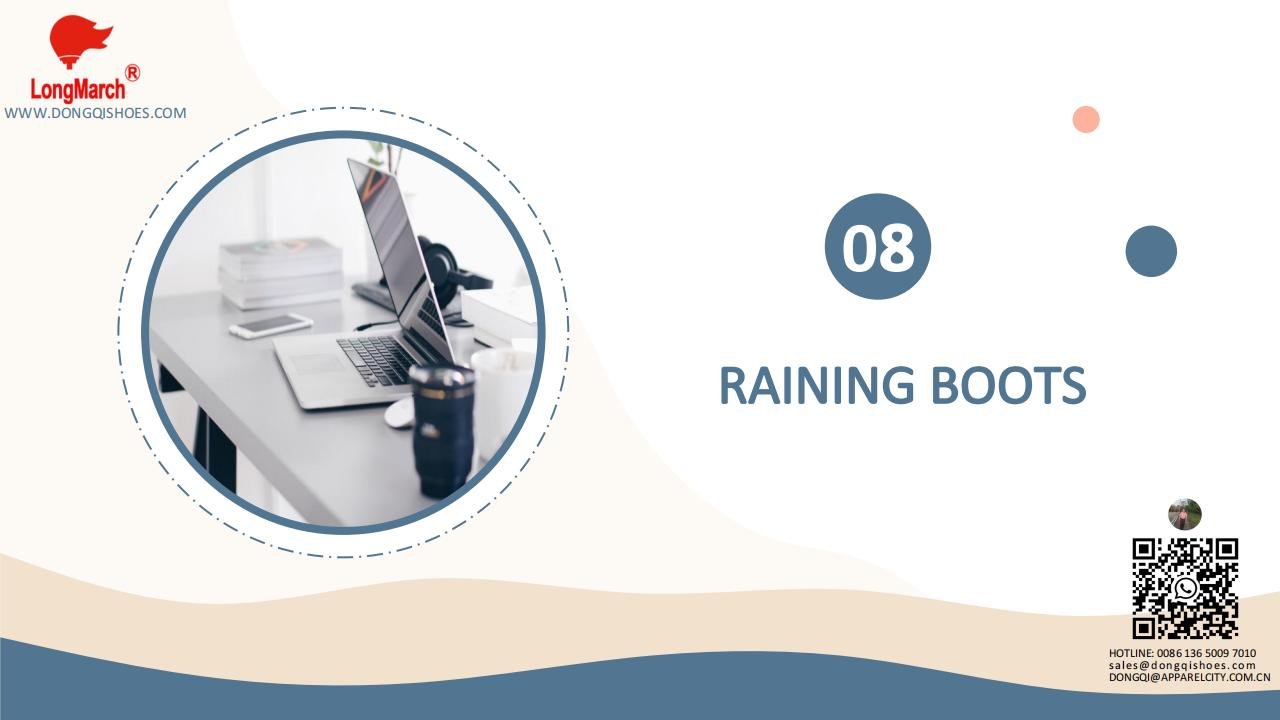 LongMarch®
WWW.DONGQISHOES.COM
08
RAINING BOOTS
HOTLINE: 0086 136 5009 7010
sales@dongqishoes.com
DONGQI@APPARELCITY.COM.CN